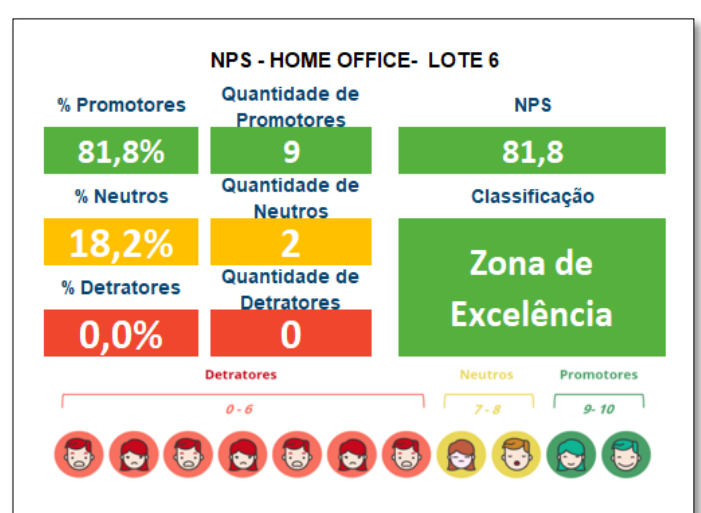 NPS - HOME OFFICE-  LOTE 6
% Promotores
Quantidade de
Promotores
NPS
81,8%
9
81,8
% Neutros
Quantidade de
Neutros
Classificação
18,2%
2
Zona de
Excelência
% Detratores
Quantidade de
Detratores
0,0%
0
Detratores
Neutros
Promotores
0 - 6
7 - 8
9- 10